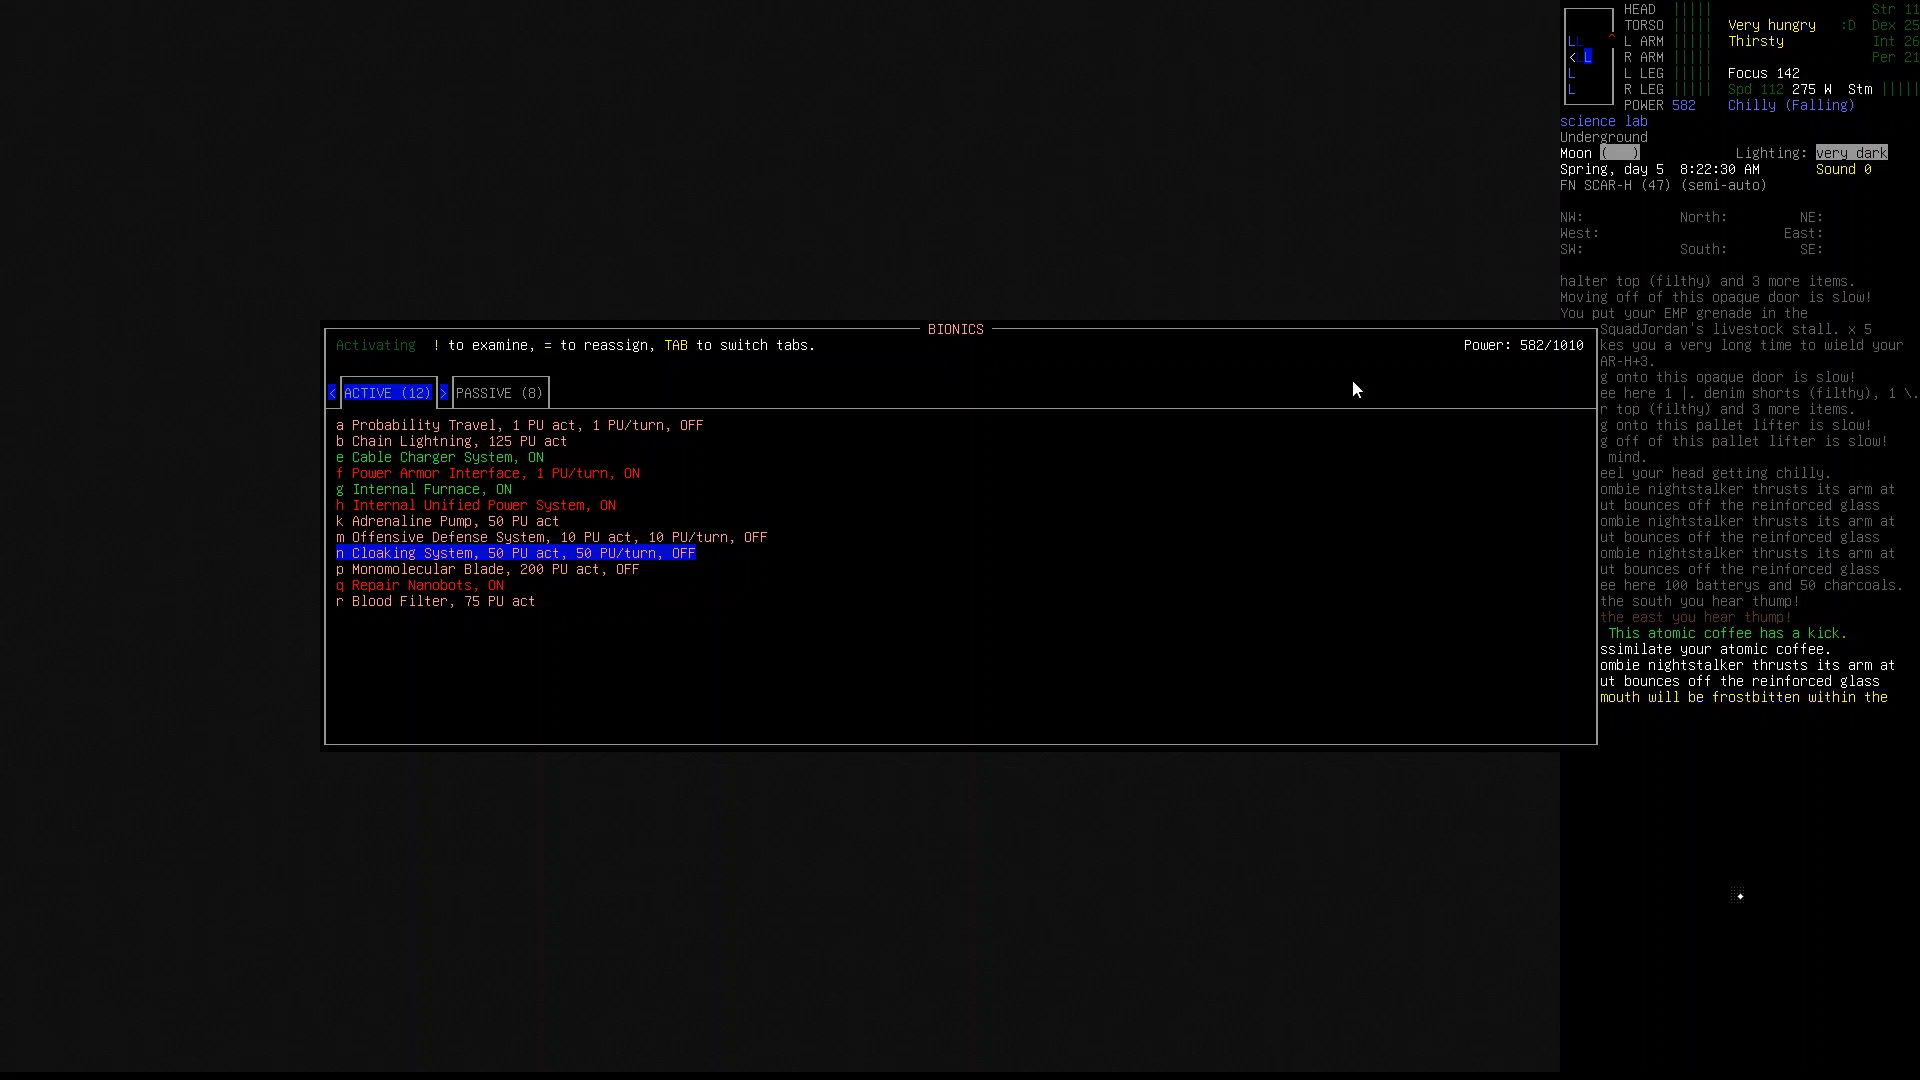 HEAD ||||| Str 11
TORSO ||||| Very hungry :D Dex 25
LL ^ L ARM ||||| Thirsty Int 26
<LL R ARM ||||| Per 21
L L LEG ||||| Focus 142
L R LEG ||||| Spd 112 275 W Stm |||||
POWER 582 Chilly (Falling)
science lab
Underground
Moon (   ) Lighting: very dark
Spring, day 5 8:22:30 AM Sound 0
FN SCAR-H (47) (semi-auto)
NW: North: NE:
West: East:
SW: South: SE:
halter top (filthy) and 3 more items.
Moving off of this opaque door is slow!
You put your EMP grenade in the
SquadJordan's livestock stall. x 5
kes you a very long time to wield your
AR-H+3.
g onto this opaque door is slow!
ee here 1 |. denim shorts (filthy), 1 \.
r top (filthy) and 3 more items.
g onto this pallet lifter is slow!
g off of this pallet lifter is slow!
mind.
eel your head getting chilly.
ombie nightstalker thrusts its arm at
ut bounces off the reinforced glass
ombie nightstalker thrusts its arm at
ut bounces off the reinforced glass
ombie nightstalker thrusts its arm at
ut bounces off the reinforced glass
ee here 100 batterys and 50 charcoals.
the south you hear thump!
the east you hear thump!
This atomic coffee has a kick.
ssimilate your atomic coffee.
ombie nightstalker thrusts its arm at
ut bounces off the reinforced glass
mouth will be frostbitten within the
BIONICS
Activating ! to examine, = to reassign, TAB to switch tabs. Power: 582/1010
< ACTIVE (12) > PASSIVE (8)
a Probability Travel, 1 PU act, 1 PU/turn, OFF
b Chain Lightning, 125 PU act
e Cable Charger System, ON
f Power Armor Interface, 1 PU/turn, ON
g Internal Furnace, ON
h Internal Unified Power System, ON
k Adrenaline Pump, 50 PU act
m Offensive Defense System, 10 PU act, 10 PU/turn, OFF
n Cloaking System, 50 PU act, 50 PU/turn, OFF
p Monomolecular Blade, 200 PU act, OFF
q Repair Nanobots, ON
r Blood Filter, 75 PU act